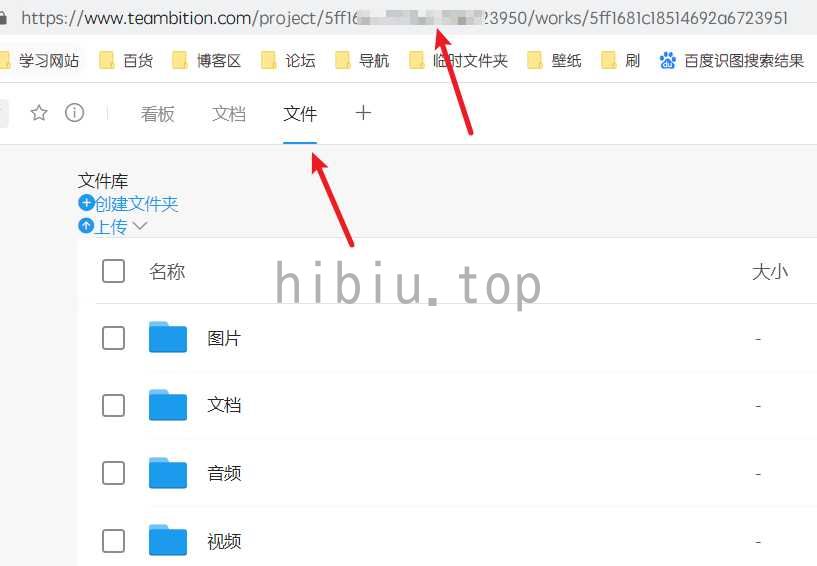 https://www.teambition.com/project/5ff16 23950/works/5ff1681c18514692a6723951
学习网站 百货 博客区 论坛 导航 临时文件夹 壁纸 刷 百度识图搜索结果
看板 文档 文件 +
文件库
创建文件夹
上传
名称 大小
hibiu.top
图片 -
文档 -
音频 -
视频 -